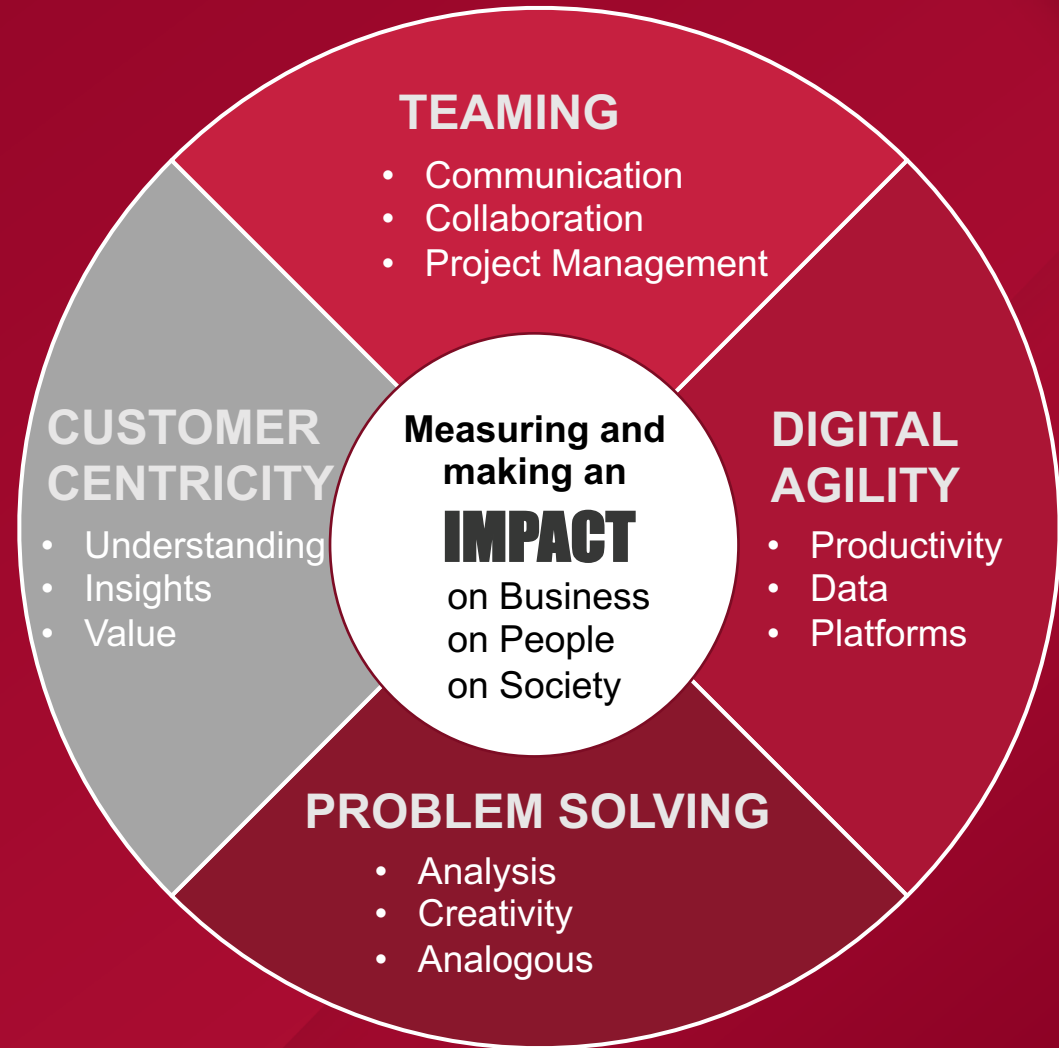 TEAMING
• Communication
• Collaboration
• Project Management
CUSTOMER
CENTRICITY
• Understanding
• Insights
• Value
Measuring and
making an
IMPACT
on Business
on People
on Society
DIGITAL
AGILITY
• Productivity
• Data
• Platforms
PROBLEM SOLVING
• Analysis
• Creativity
• Analogous